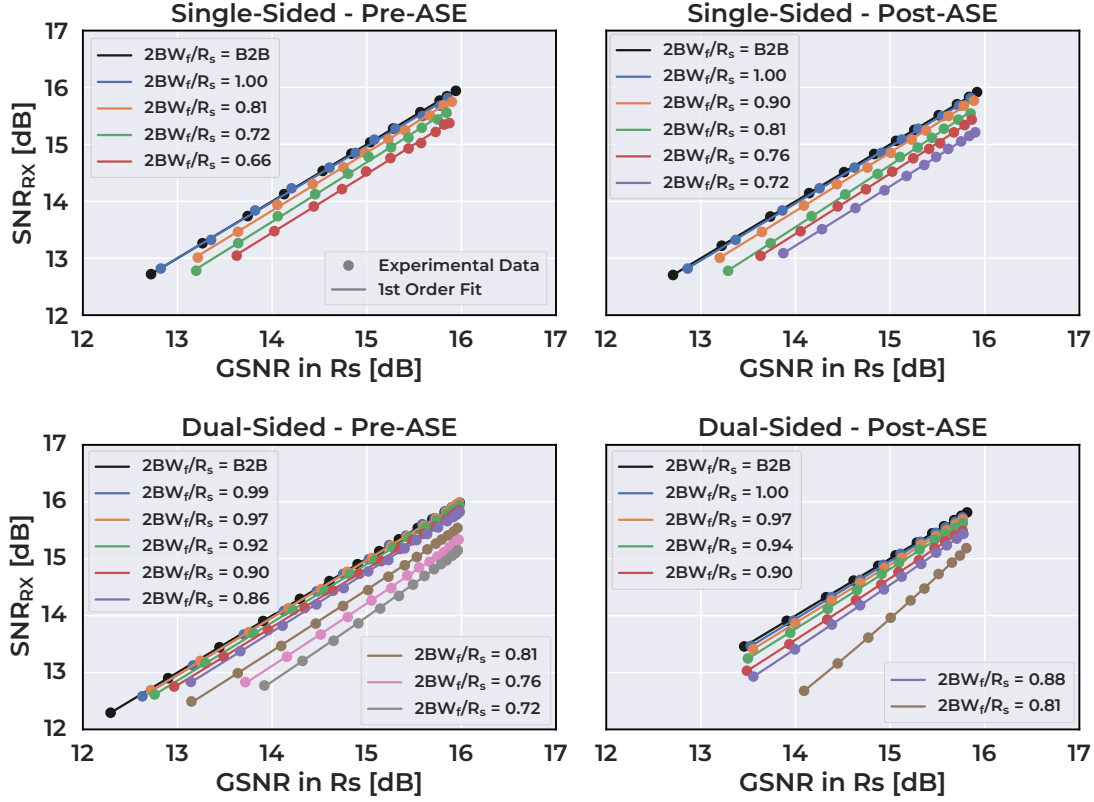 Single-Sided - Pre-ASE
17
16
15
14
13
12
SNR_RX [dB]
2BW_f/R_s = B2B
2BW_f/R_s = 1.00
2BW_f/R_s = 0.81
2BW_f/R_s = 0.72
2BW_f/R_s = 0.66
Experimental Data
1st Order Fit
12 13 14 15 16 17
GSNR in Rs [dB]
Single-Sided - Post-ASE
2BW_f/R_s = B2B
2BW_f/R_s = 1.00
2BW_f/R_s = 0.90
2BW_f/R_s = 0.81
2BW_f/R_s = 0.76
2BW_f/R_s = 0.72
12 13 14 15 16 17
GSNR in Rs [dB]
Dual-Sided - Pre-ASE
17
16
15
14
13
12
SNR_RX [dB]
2BW_f/R_s = B2B
2BW_f/R_s = 0.99
2BW_f/R_s = 0.97
2BW_f/R_s = 0.92
2BW_f/R_s = 0.90
2BW_f/R_s = 0.86
2BW_f/R_s = 0.81
2BW_f/R_s = 0.76
2BW_f/R_s = 0.72
12 13 14 15 16 17
GSNR in Rs [dB]
Dual-Sided - Post-ASE
2BW_f/R_s = B2B
2BW_f/R_s = 1.00
2BW_f/R_s = 0.97
2BW_f/R_s = 0.94
2BW_f/R_s = 0.90
2BW_f/R_s = 0.88
2BW_f/R_s = 0.81
12 13 14 15 16 17
GSNR in Rs [dB]